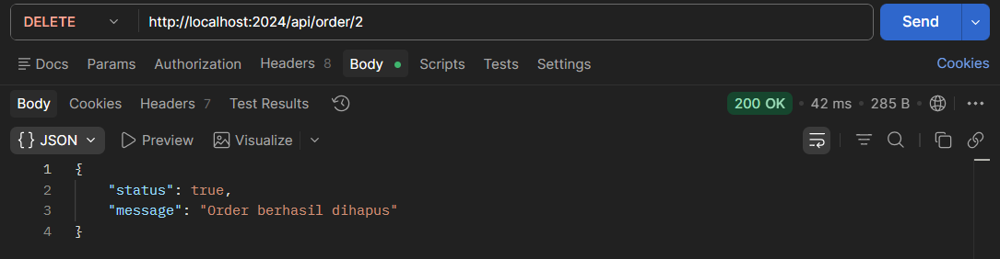 DELETE http://localhost:2024/api/order/2 Send
Docs Params Authorization Headers 8 Body Scripts Tests Settings Cookies
Body Cookies Headers 7 Test Results 200 OK 42 ms 285 B
{} JSON Preview Visualize
1 {
2 "status": true,
3 "message": "Order berhasil dihapus"
4 }